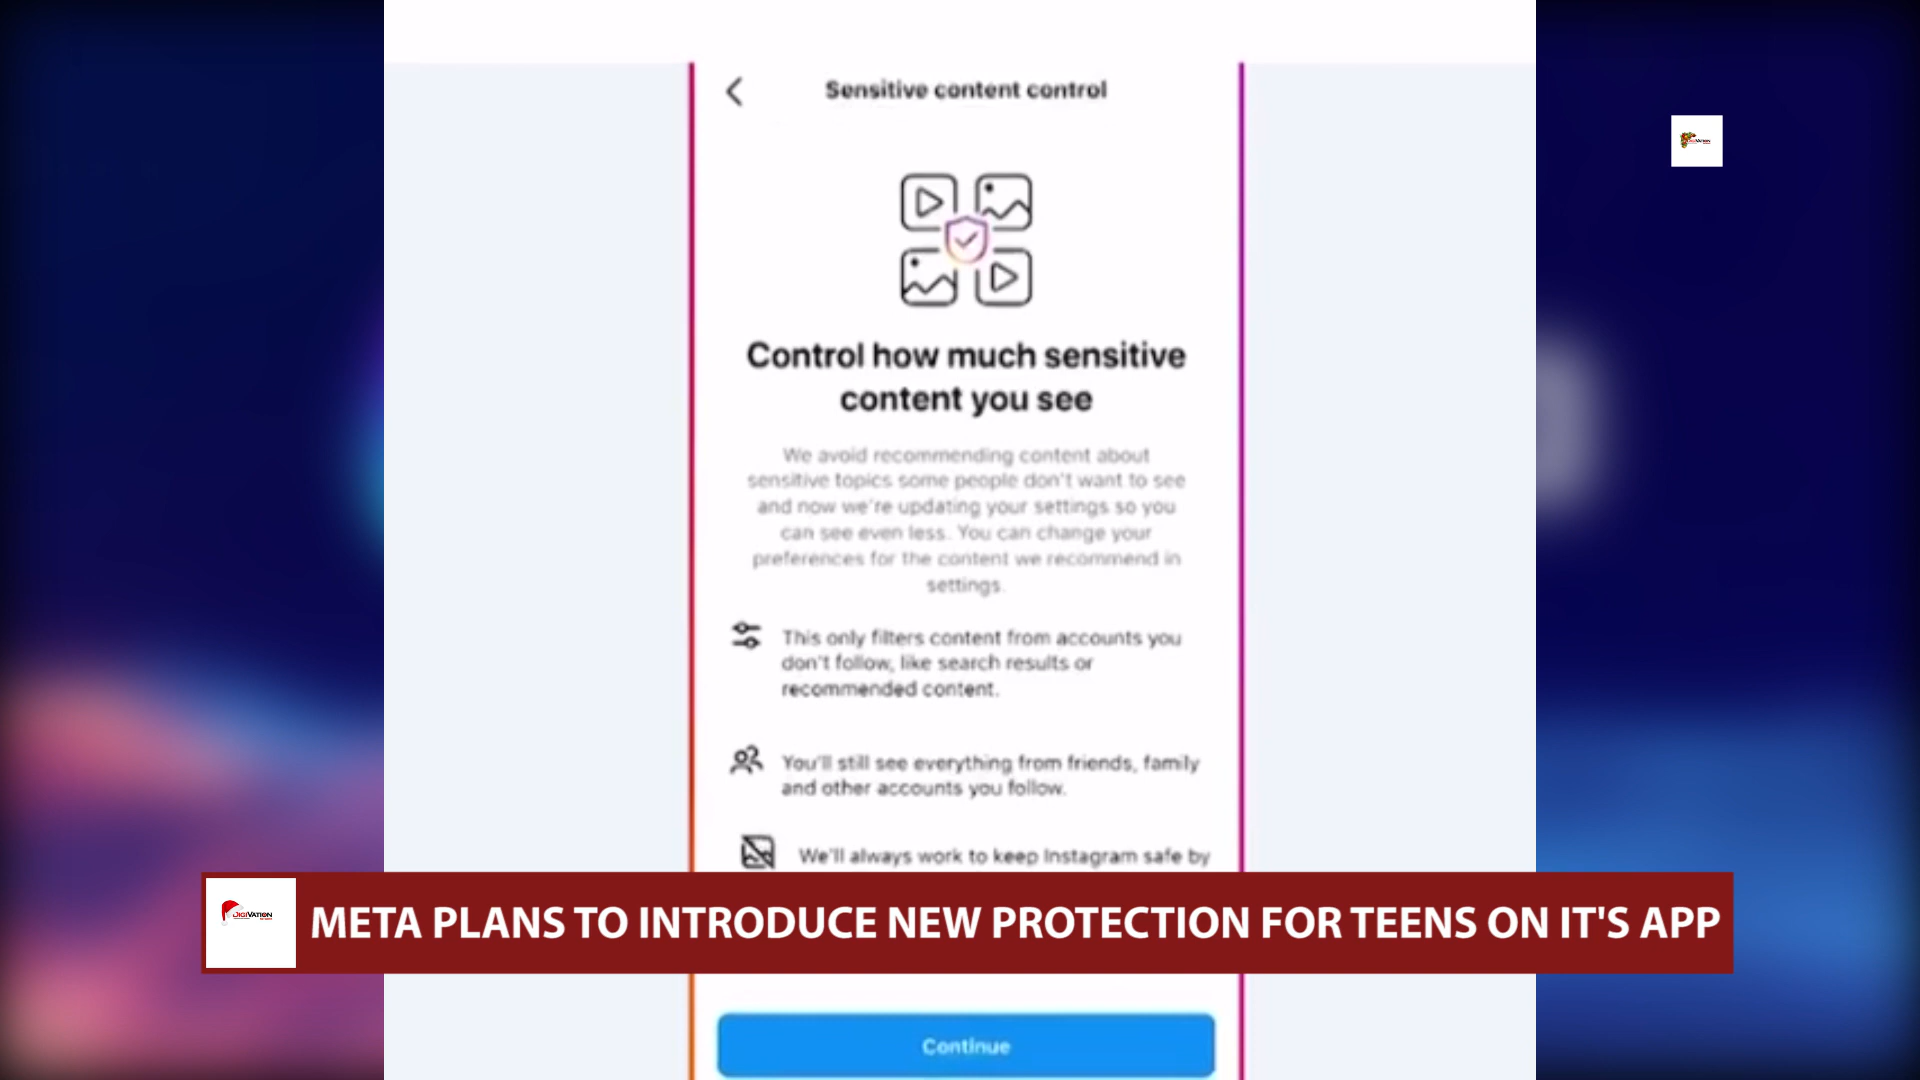 Sensitive content control
Control how much sensitive
content you see
We avoid recommending content about
sensitive topics some people don't want to see
and now we're updating your settings so you
can see even less. You can change your
preferences for the content we recommend in
settings.
This only filters content from accounts you
don't follow, like search results or
recommended content.
You'll still see everything from friends, family
and other accounts you follow.
We'll always work to keep Instagram safe by
DIGIVATION
META PLANS TO INTRODUCE NEW PROTECTION FOR TEENS ON IT'S APP
Continue